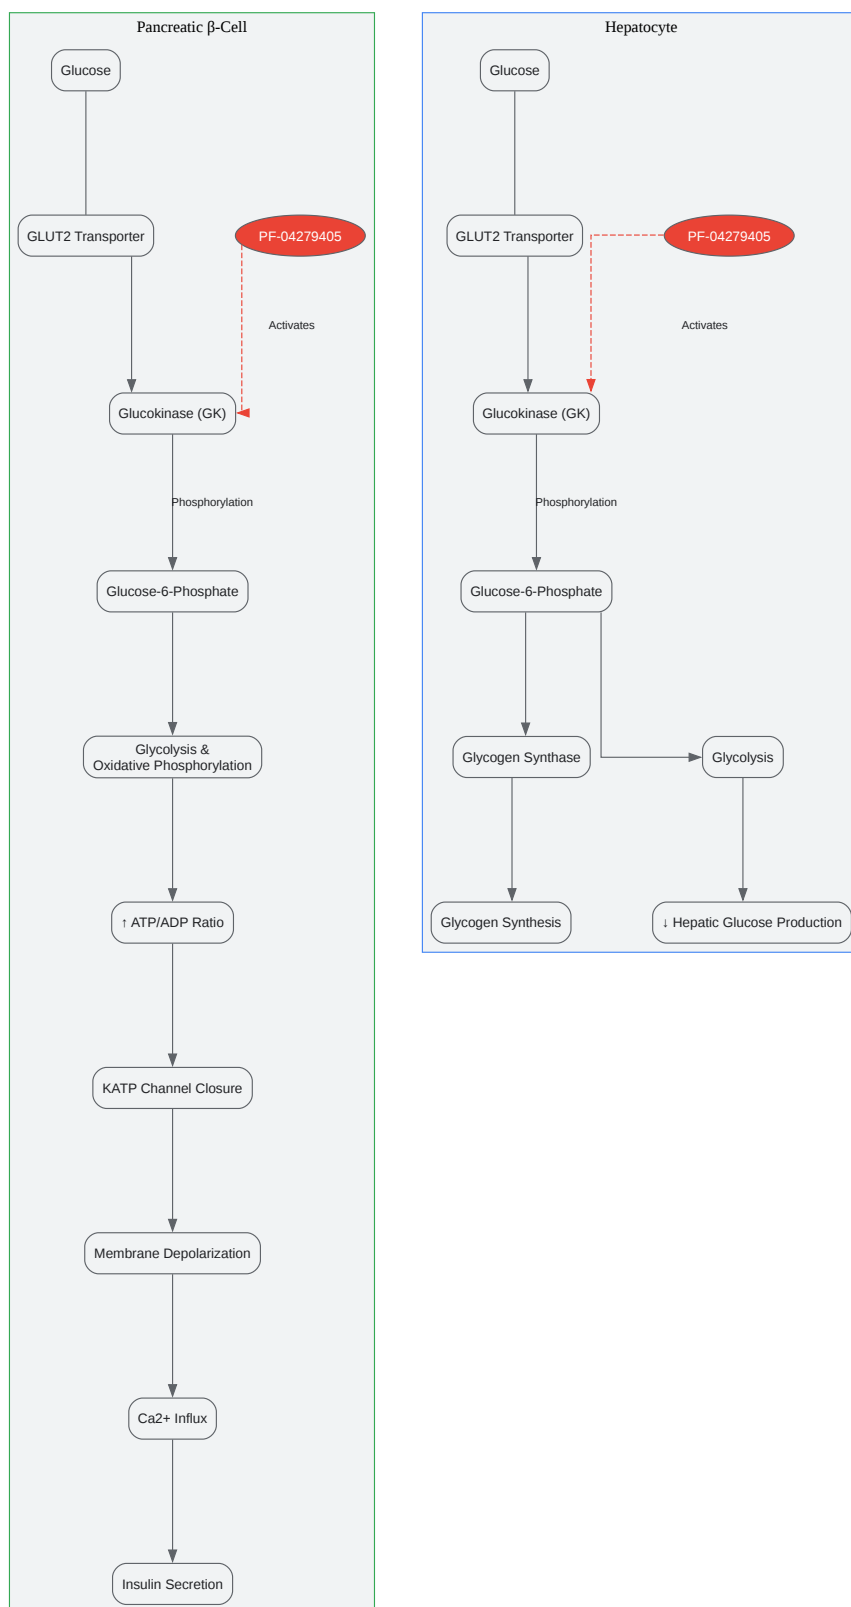 Pancreatic β-Cell
Glucose
GLUT2 Transporter
PF-04279405
Activates
Glucokinase (GK)
Phosphorylation
Glucose-6-Phosphate
Glycolysis &
Oxidative Phosphorylation
↑ ATP/ADP Ratio
KATP Channel Closure
Membrane Depolarization
Ca2+ Influx
Insulin Secretion
Hepatocyte
Glucose
GLUT2 Transporter
PF-04279405
Activates
Glucokinase (GK)
Phosphorylation
Glucose-6-Phosphate
Glycogen Synthase
Glycolysis
Glycogen Synthesis
↓ Hepatic Glucose Production